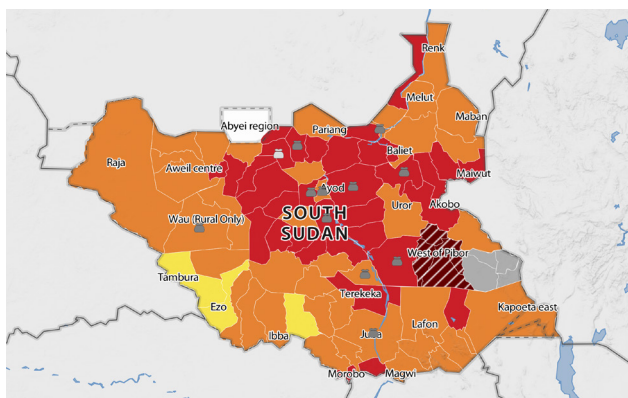 Renk
Melut
Maban
Abyei region
Pariang
Baliet
Raja
Aweil centre
Maiwut
Ayod
Akobo
Uror
SOUTH
SUDAN
Wau (Rural Only)
West of Pibor
Tambura
Terekeka
Ezo
Kapoeta east
Lafon
Ibba
Juba
Morobo
Magwi